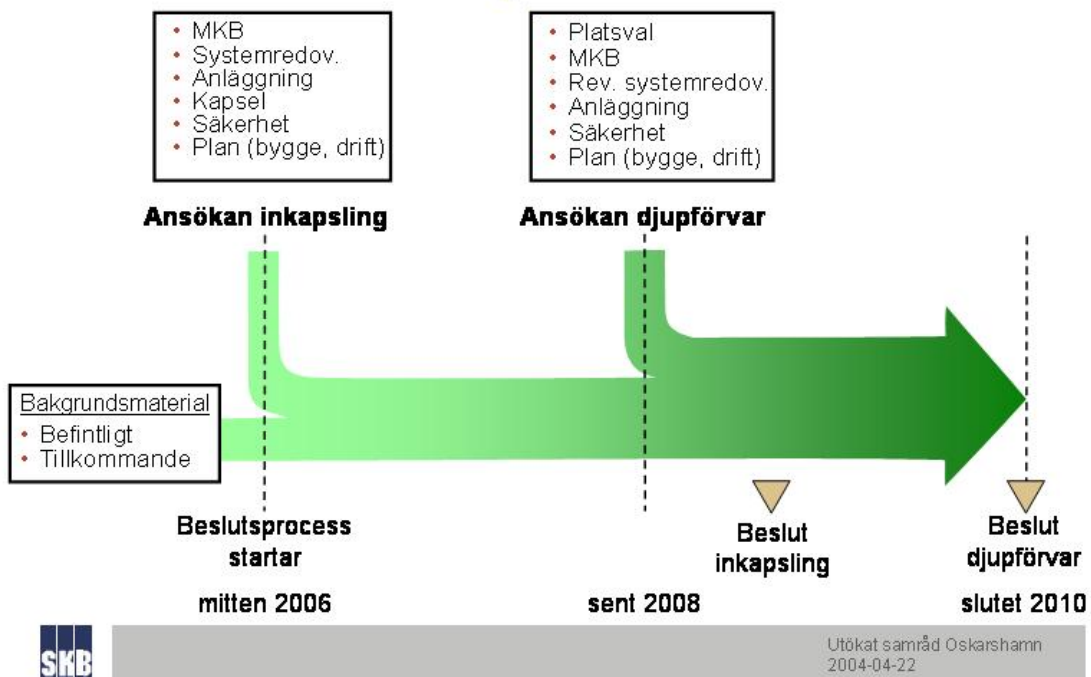 • MKB
• Systemredov.
• Anläggning
• Kapsel
• Säkerhet
• Plan (bygge, drift)
• Platsval
• MKB
• Rev. systemredov.
• Anläggning
• Säkerhet
• Plan (bygge, drift)
Ansökan inkapsling
Ansökan djupförvar
Bakgrundsmaterial
• Befintligt
• Tillkommande
Beslutsprocess
startar
mitten 2006
sent 2008
Beslut
inkapsling
Beslut
djupförvar
slutet 2010
SKB
Utökat samråd Oskarshamn
2004-04-22